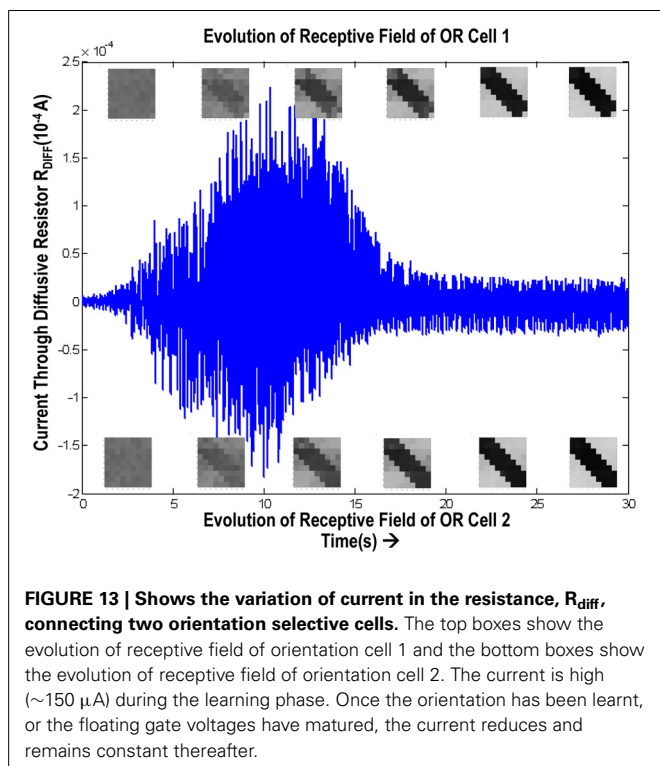 Evolution of Receptive Field of OR Cell 1
× 10⁻⁴
2.5
2
1.5
1
0.5
0
-0.5
-1
-1.5
-2
Current Through Diffusive Resistor R_DIFF(10⁻⁴ A)
0 5 10 15 20 25 30
Evolution of Receptive Field of OR Cell 2
Time(s) →
FIGURE 13 | Shows the variation of current in the resistance, R_diff,
connecting two orientation selective cells. The top boxes show the
evolution of receptive field of orientation cell 1 and the bottom boxes show
the evolution of receptive field of orientation cell 2. The current is high
(∼150 μA) during the learning phase. Once the orientation has been learnt,
or the floating gate voltages have matured, the current reduces and
remains constant thereafter.